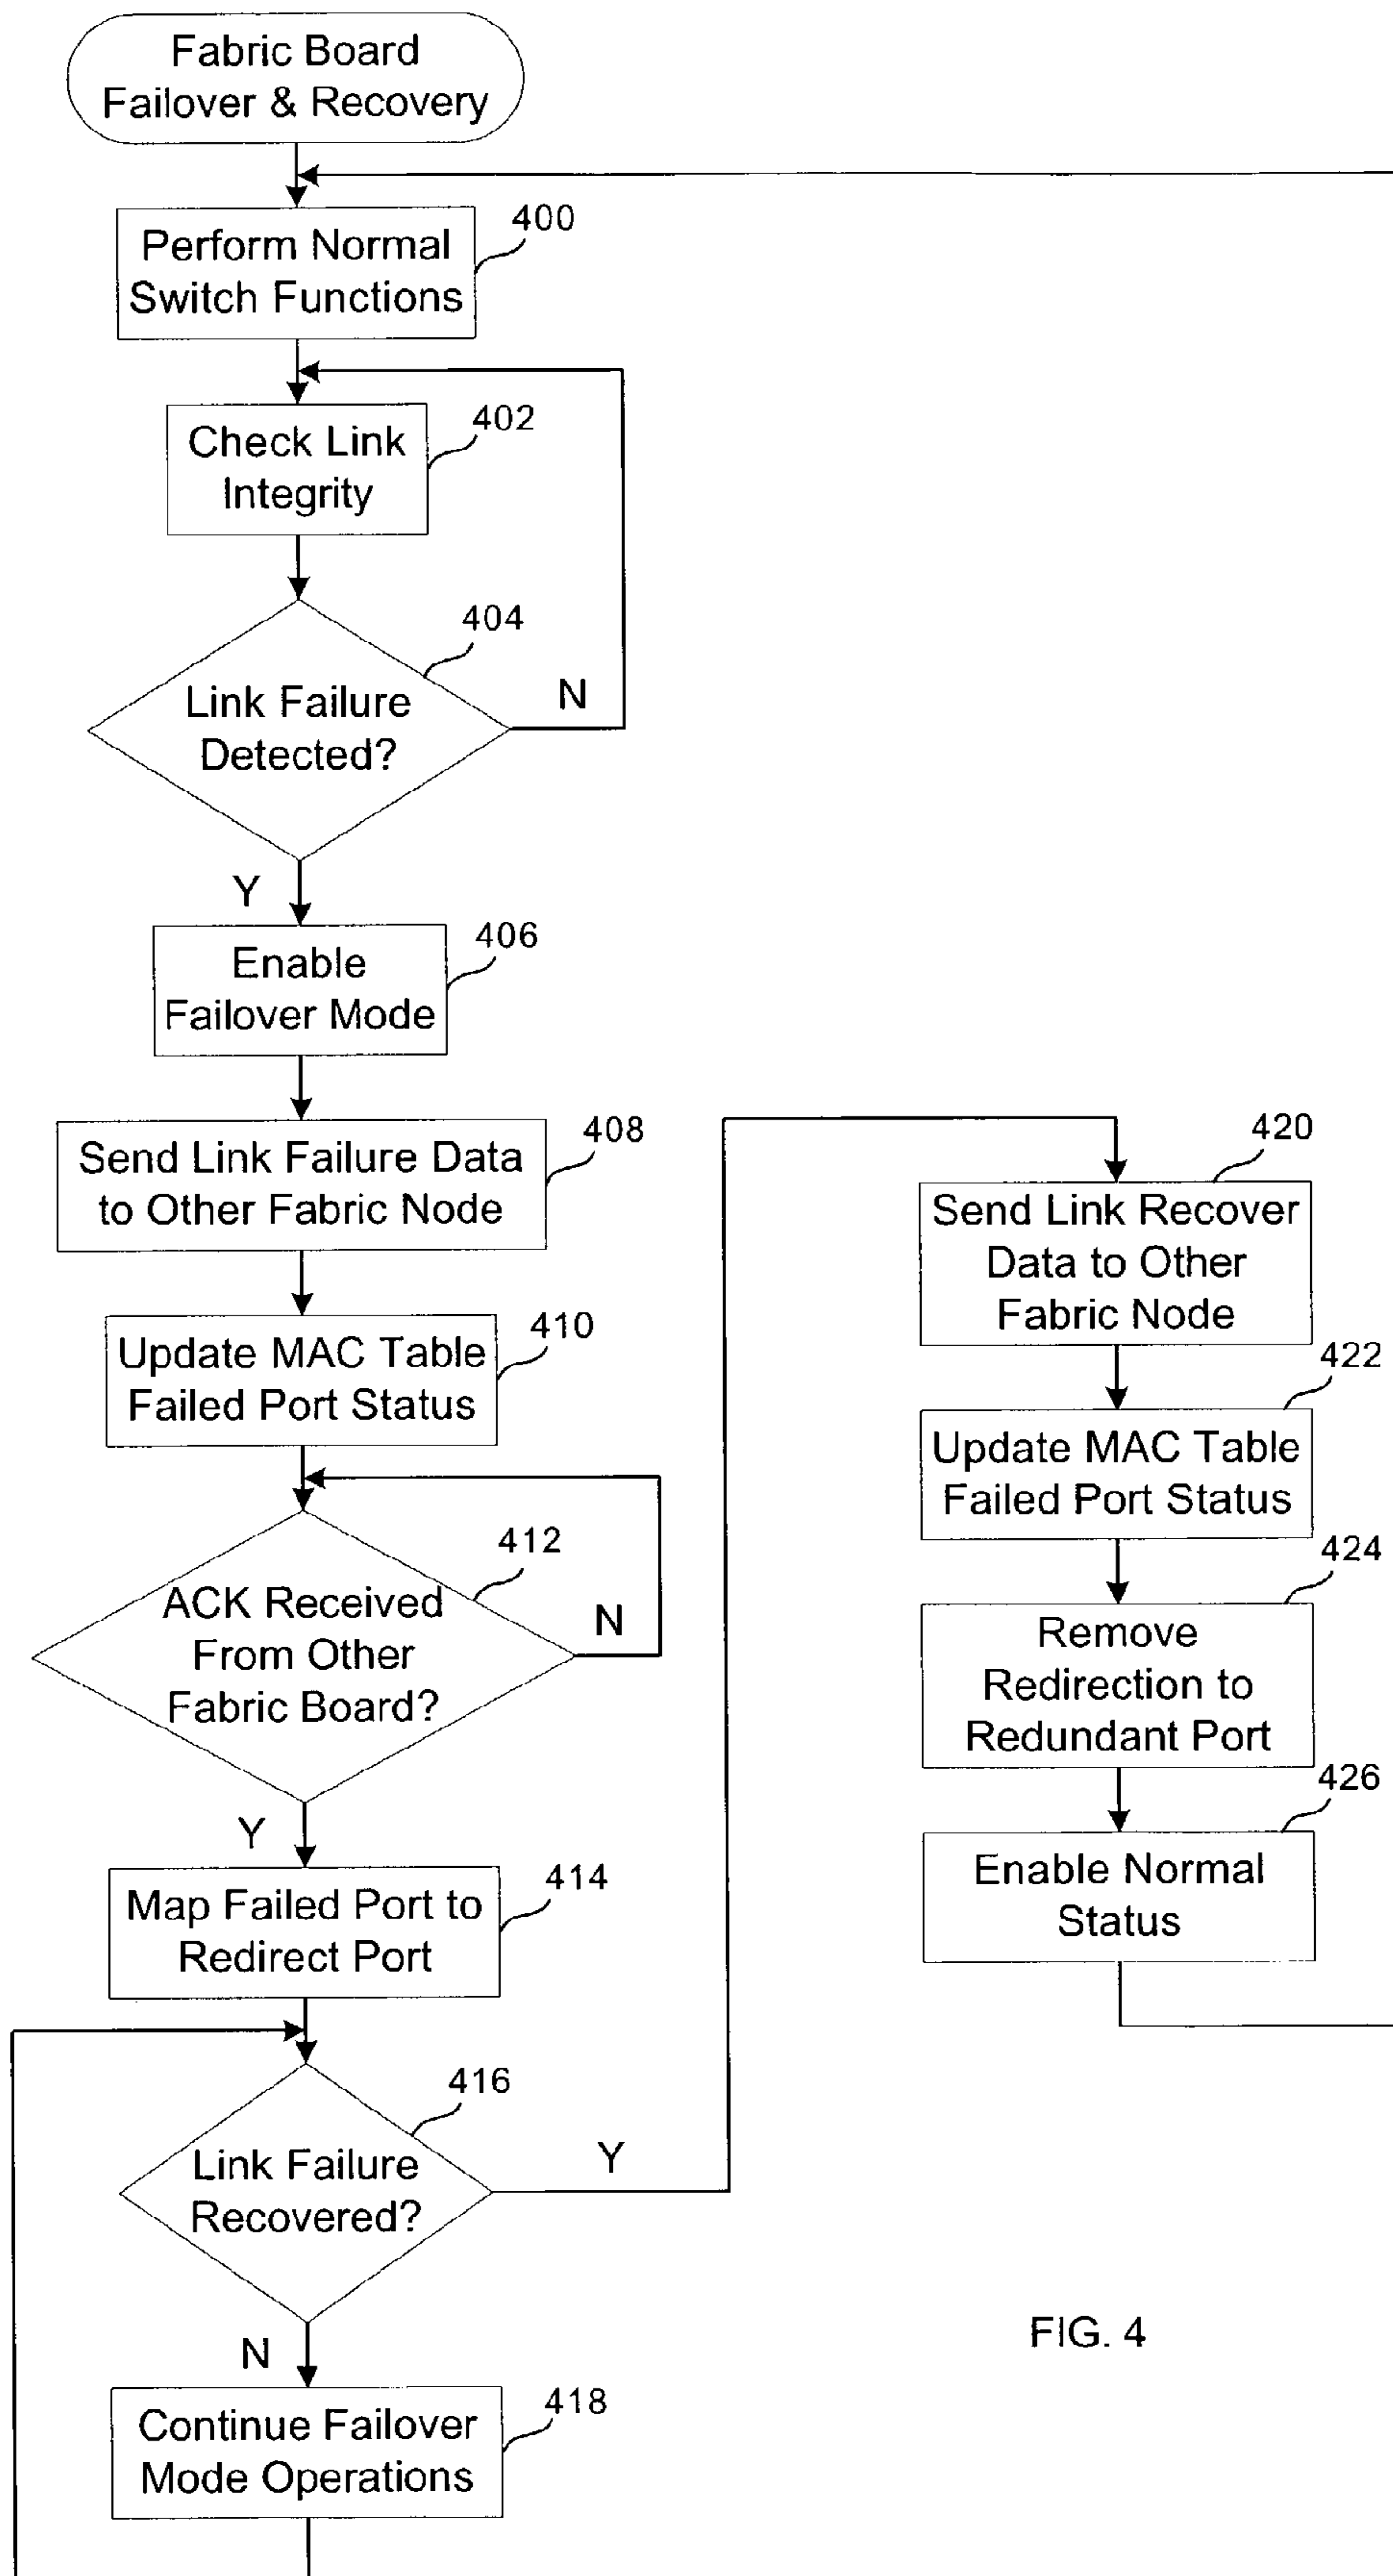 Fabric Board
Failover & Recovery
400
Perform Normal
Switch Functions
402
Check Link
Integrity
404
Link Failure
Detected?
N
Y
406
Enable
Failover Mode
408
Send Link Failure Data
to Other Fabric Node
410
Update MAC Table
Failed Port Status
412
ACK Received
From Other
Fabric Board?
N
Y
414
Map Failed Port to
Redirect Port
416
Link Failure
Recovered?
Y
N
418
Continue Failover
Mode Operations
420
Send Link Recover
Data to Other
Fabric Node
422
Update MAC Table
Failed Port Status
424
Remove
Redirection to
Redundant Port
426
Enable Normal
Status
FIG. 4